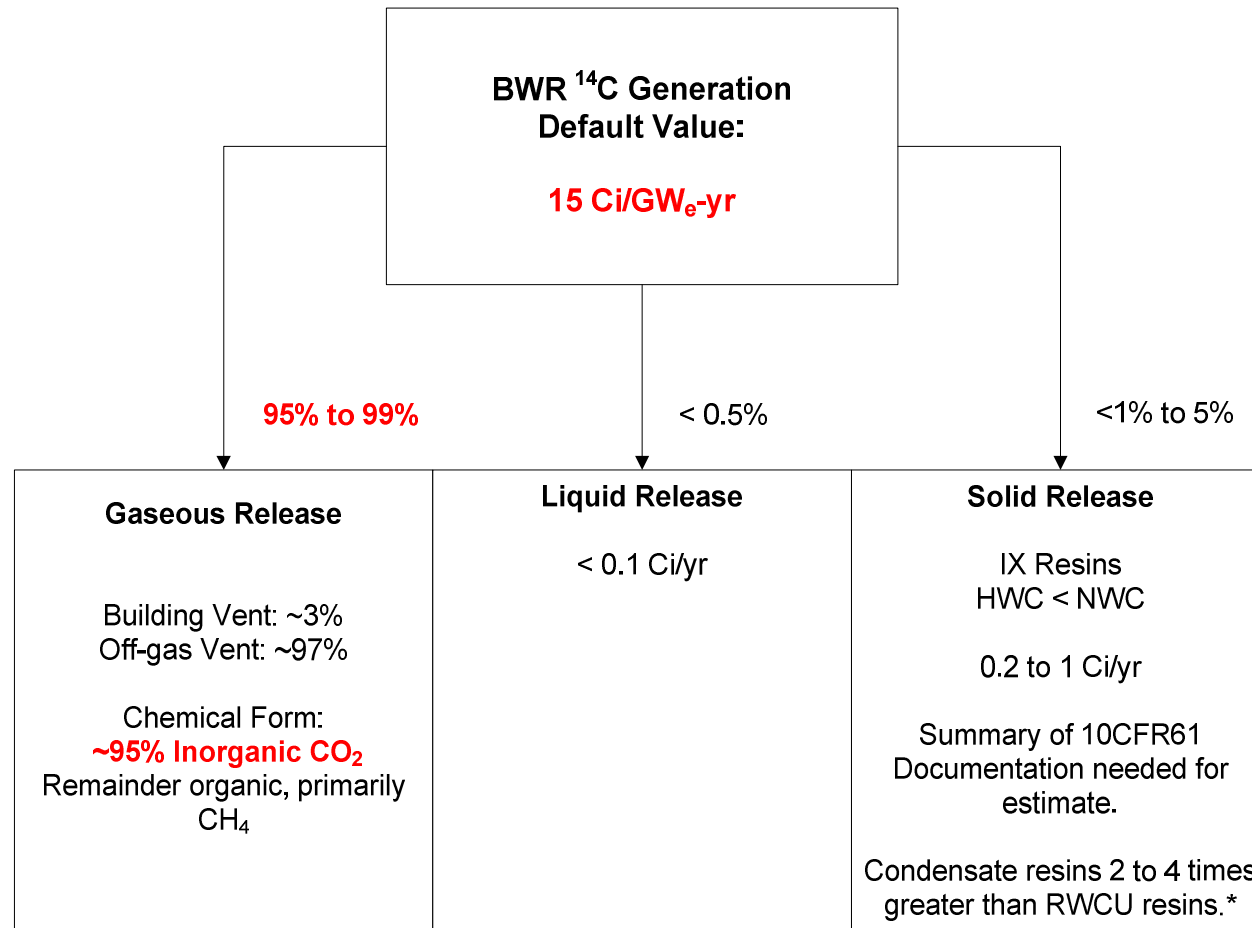 BWR ¹⁴C Generation
Default Value:
15 Ci/GWₑ-yr
95% to 99%
< 0.5%
<1% to 5%
Gaseous Release
Building Vent: ~3%
Off-gas Vent: ~97%
Chemical Form:
~95% Inorganic CO₂
Remainder organic, primarily
CH₄
Liquid Release
< 0.1 Ci/yr
Solid Release
IX Resins
HWC < NWC
0.2 to 1 Ci/yr
Summary of 10CFR61
Documentation needed for
estimate.
Condensate resins 2 to 4 times
greater than RWCU resins.*